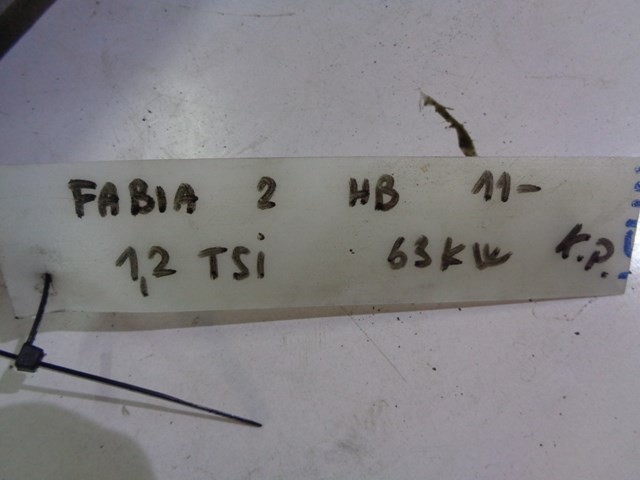 FABIA 2 HB 11-
1,2 TSi 63KW K.P.